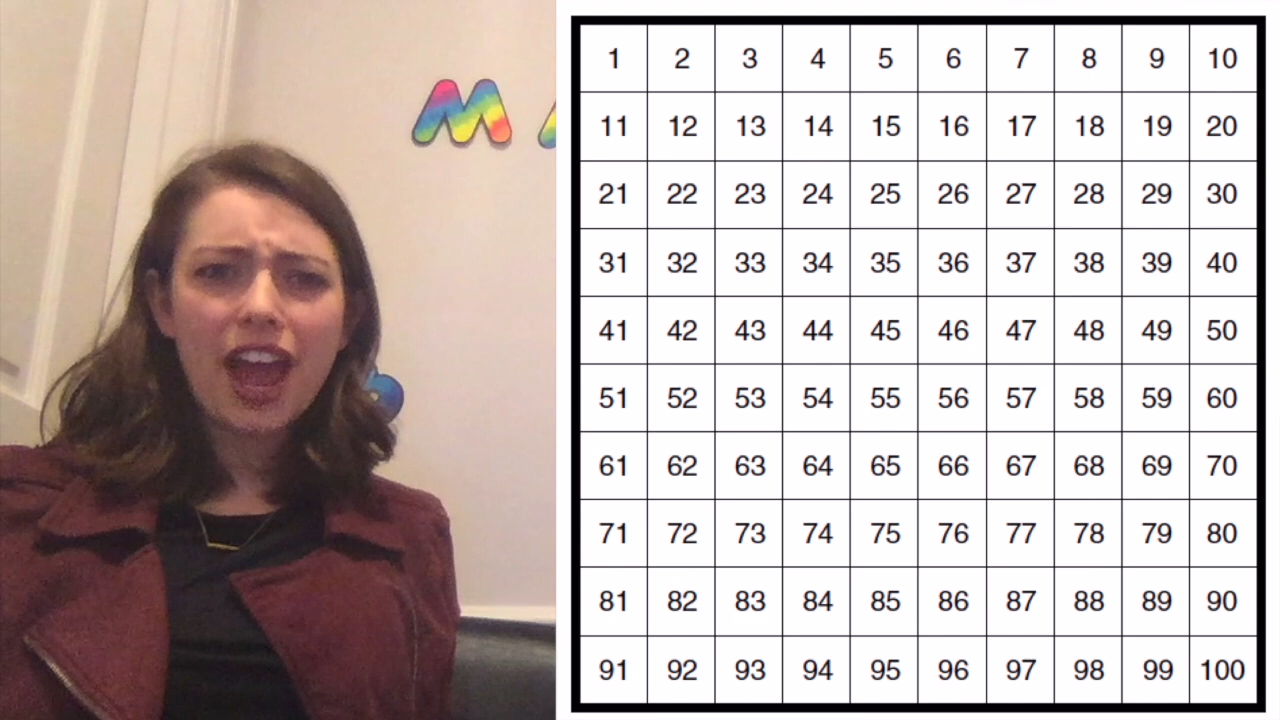 M
1 2 3 4 5 6 7 8 9 10
11 12 13 14 15 16 17 18 19 20
21 22 23 24 25 26 27 28 29 30
31 32 33 34 35 36 37 38 39 40
41 42 43 44 45 46 47 48 49 50
51 52 53 54 55 56 57 58 59 60
61 62 63 64 65 66 67 68 69 70
71 72 73 74 75 76 77 78 79 80
81 82 83 84 85 86 87 88 89 90
91 92 93 94 95 96 97 98 99 100